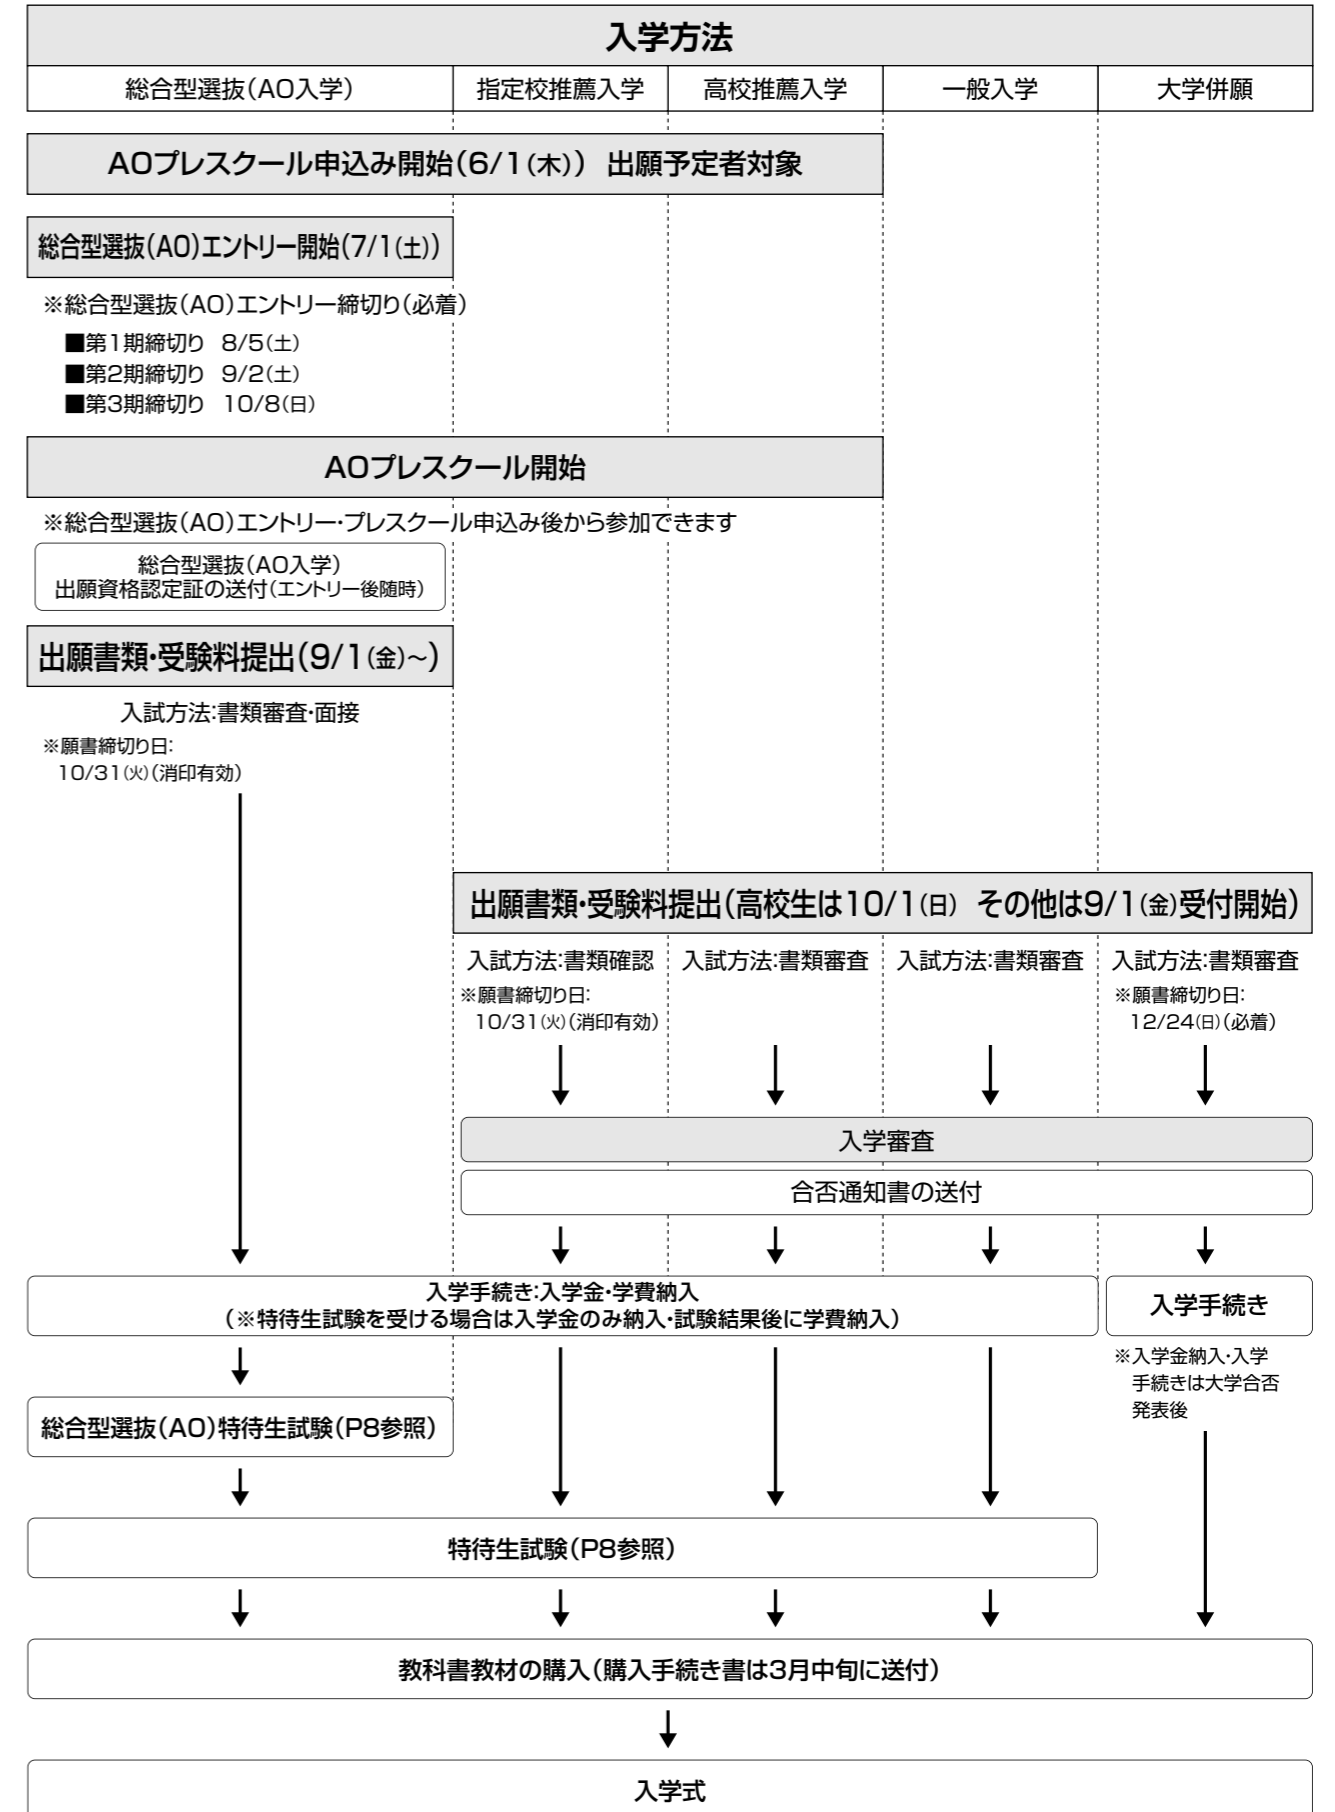 入学方法
総合型選抜(AO入学)
指定校推薦入学
高校推薦入学
一般入学
大学併願
AOプレスクール申込み開始(6/1(木)) 出願予定者対象
総合型選抜(AO)エントリー開始(7/1(土))
※総合型選抜(AO)エントリー締切り(必着)
■第1期締切り 8/5(土)
■第2期締切り 9/2(土)
■第3期締切り 10/8(日)
AOプレスクール開始
※総合型選抜(AO)エントリー・プレスクール申込み後から参加できます
総合型選抜(AO入学)
出願資格認定証の送付(エントリー後随時)
出願書類・受験料提出(9/1(金)~)
入試方法:書類審査・面接
※願書締切り日:
10/31(火)(消印有効)
出願書類・受験料提出(高校生は10/1(日) その他は9/1(金)受付開始)
入試方法:書類確認
※願書締切り日:
10/31(火)(消印有効)
入試方法:書類審査
入試方法:書類審査
入試方法:書類審査
※願書締切り日:
12/24(日)(必着)
入学審査
合否通知書の送付
入学手続き:入学金・学費納入
(※特待生試験を受ける場合は入学金のみ納入・試験結果後に学費納入)
入学手続き
※入学金納入・入学
手続きは大学合否
発表後
総合型選抜(AO)特待生試験(P8参照)
特待生試験(P8参照)
教科書教材の購入(購入手続き書は3月中旬に送付)
入学式